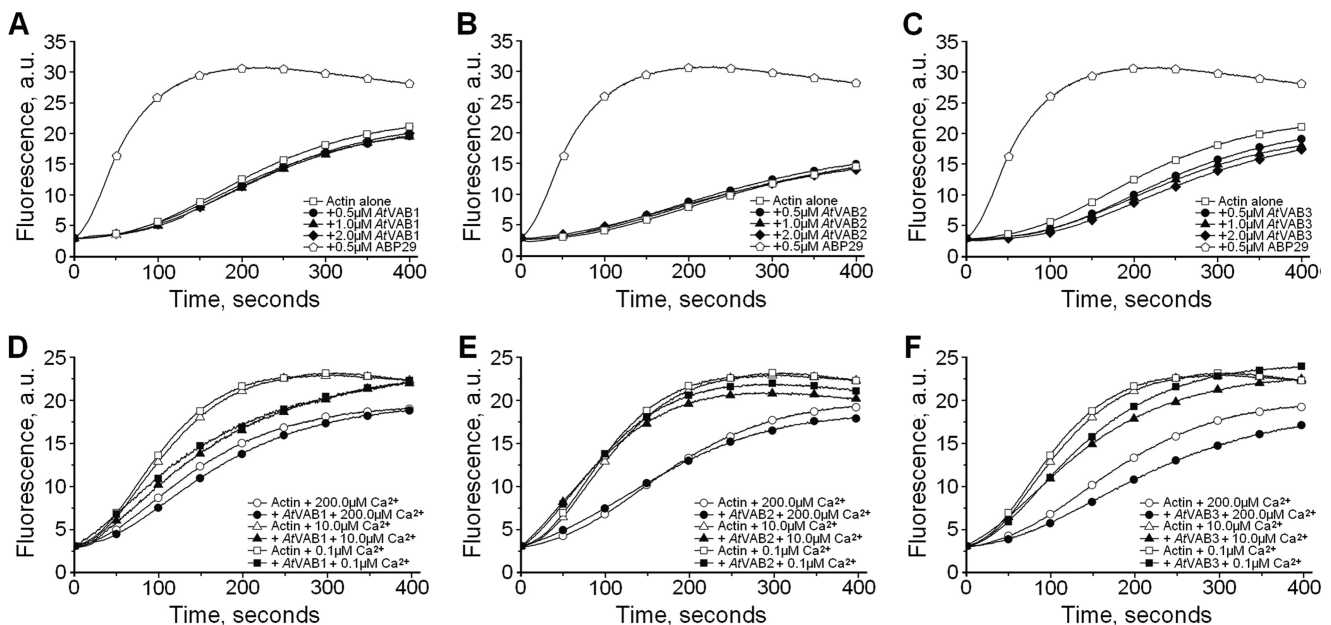 A
Fluorescence, a.u.
35
30
25
20
15
10
5
0
Actin alone
+0.5µM AtVAB1
+1.0µM AtVAB1
+2.0µM AtVAB1
+0.5µM ABP29
0 100 200 300 400
Time, seconds
B
Fluorescence, a.u.
35
30
25
20
15
10
5
0
Actin alone
+0.5µM AtVAB2
+1.0µM AtVAB2
+2.0µM AtVAB2
+0.5µM ABP29
0 100 200 300 400
Time, seconds
C
Fluorescence, a.u.
35
30
25
20
15
10
5
0
Actin alone
+0.5µM AtVAB3
+1.0µM AtVAB3
+2.0µM AtVAB3
+0.5µM ABP29
0 100 200 300 400
Time, seconds
D
Fluorescence, a.u.
25
20
15
10
5
0
Actin + 200.0µM Ca²⁺
+ AtVAB1 + 200.0µM Ca²⁺
Actin + 10.0µM Ca²⁺
+ AtVAB1 + 10.0µM Ca²⁺
Actin + 0.1µM Ca²⁺
+ AtVAB1 + 0.1µM Ca²⁺
0 100 200 300 400
Time, seconds
E
Fluorescence, a.u.
25
20
15
10
5
0
Actin + 200.0µM Ca²⁺
+ AtVAB2 + 200.0µM Ca²⁺
Actin + 10.0µM Ca²⁺
+ AtVAB2 + 10.0µM Ca²⁺
Actin + 0.1µM Ca²⁺
+ AtVAB2 + 0.1µM Ca²⁺
0 100 200 300 400
Time, seconds
F
Fluorescence, a.u.
25
20
15
10
5
0
Actin + 200.0µM Ca²⁺
+ AtVAB3 + 200.0µM Ca²⁺
Actin + 10.0µM Ca²⁺
+ AtVAB3 + 10.0µM Ca²⁺
Actin + 0.1µM Ca²⁺
+ AtVAB3 + 0.1µM Ca²⁺
0 100 200 300 400
Time, seconds